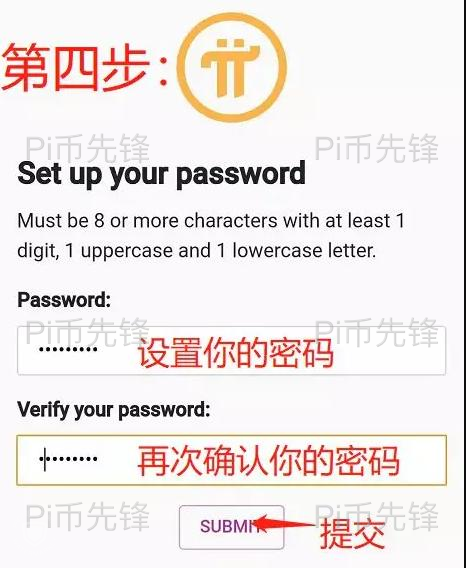 第四步:
Pi币先锋 Pi币先锋
Set up your password
Must be 8 or more characters with at least 1
digit, 1 uppercase and 1 lowercase letter.
Password:
Pi币先锋 Pi币先锋
••••••••• 设置你的密码
Verify your password:
••••••••• 再次确认你的密码
Pi币先锋 Pi币先锋
SUBMIT 提交